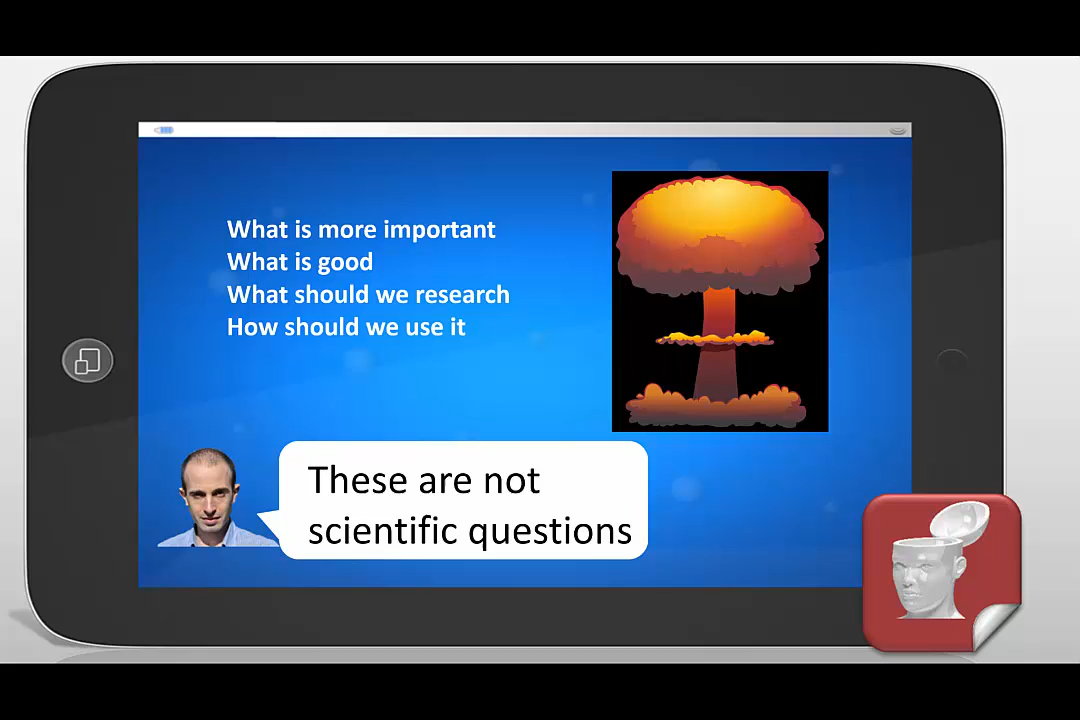 What is more important
What is good
What should we research
How should we use it
These are not
scientific questions